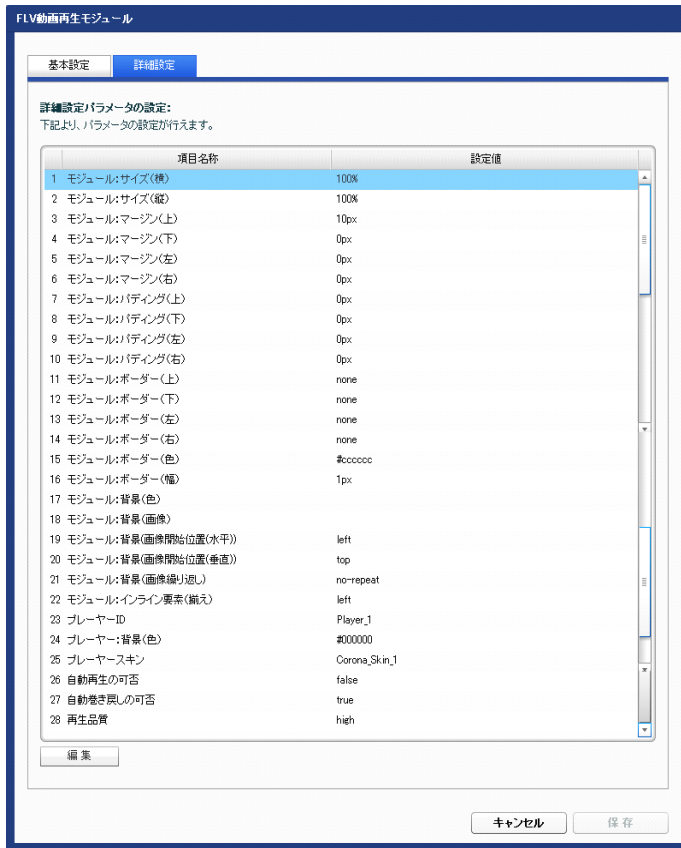 FLV動画再生モジュール
基本設定 詳細設定
詳細設定パラメータの設定:
下記より、パラメータの設定が行えます。
項目名称 設定値
1 モジュール:サイズ(横) 100%
2 モジュール:サイズ(縦) 100%
3 モジュール:マージン(上) 10px
4 モジュール:マージン(下) 0px
5 モジュール:マージン(左) 0px
6 モジュール:マージン(右) 0px
7 モジュール:パディング(上) 0px
8 モジュール:パディング(下) 0px
9 モジュール:パディング(左) 0px
10 モジュール:パディング(右) 0px
11 モジュール:ボーダー(上) none
12 モジュール:ボーダー(下) none
13 モジュール:ボーダー(左) none
14 モジュール:ボーダー(右) none
15 モジュール:ボーダー(色) #cccccc
16 モジュール:ボーダー(幅) 1px
17 モジュール:背景(色)
18 モジュール:背景(画像)
19 モジュール:背景(画像開始位置(水平)) left
20 モジュール:背景(画像開始位置(垂直)) top
21 モジュール:背景(画像繰り返し) no-repeat
22 モジュール:インライン要素(揃え) left
23 プレーヤーID Player_1
24 プレーヤー:背景(色) #000000
25 プレーヤースキン Corona_Skin_1
26 自動再生の可否 false
27 自動巻き戻しの可否 true
28 再生品質 high
編集
キャンセル 保存